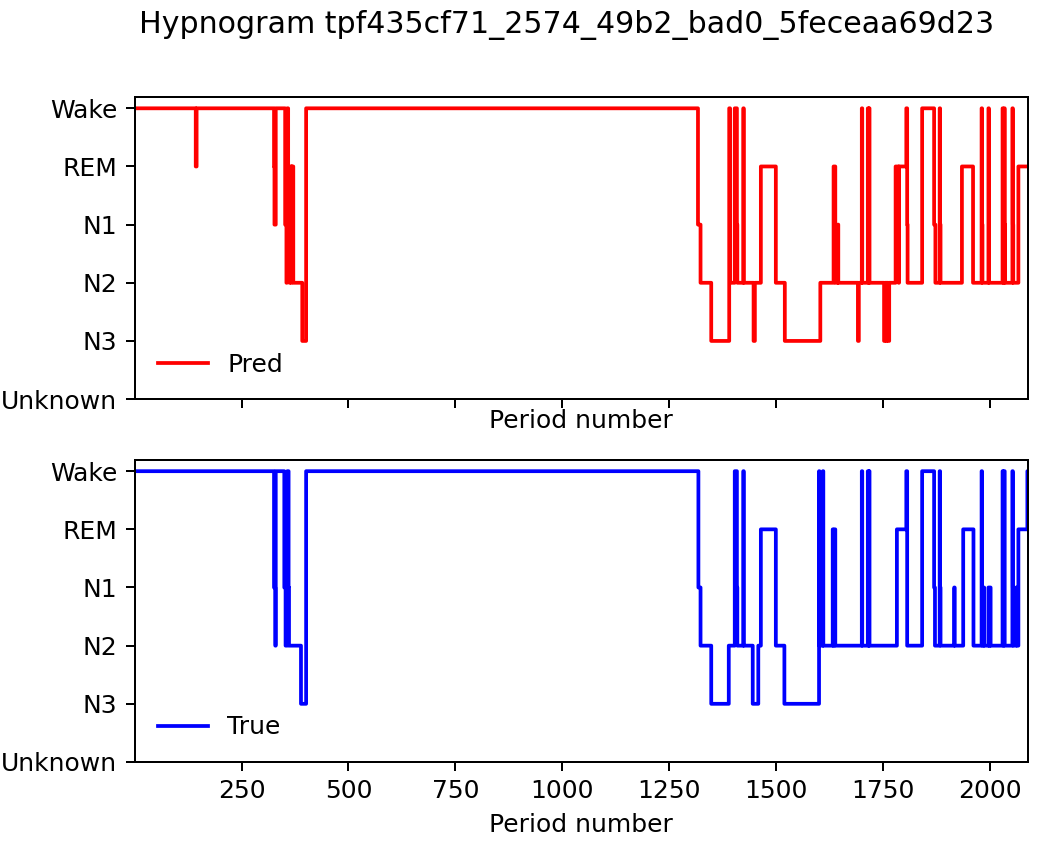 Hypnogram tpf435cf71_2574_49b2_bad0_5feceaa69d23
Wake
REM
N1
N2
N3
Unknown
Pred
Period number
Wake
REM
N1
N2
N3
Unknown
True
250 500 750 1000 1250 1500 1750 2000
Period number